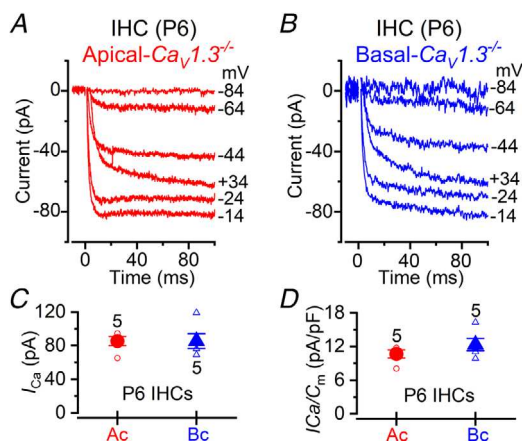 A IHC (P6)
Apical-CaV1.3-/-
mV
0
-40
-80
Current (pA)
-84
-64
-44
+34
-24
-14
0 40 80
Time (ms)
B IHC (P6)
Basal-CaV1.3-/-
mV
0
-40
-80
Current (pA)
-84
-64
-44
+34
-24
-14
0 40 80
Time (ms)
C
120
80
40
0
ICa (pA)
5
5
P6 IHCs
Ac Bc
D
18
12
6
0
ICa/Cm (pA/pF)
5
5
P6 IHCs
Ac Bc